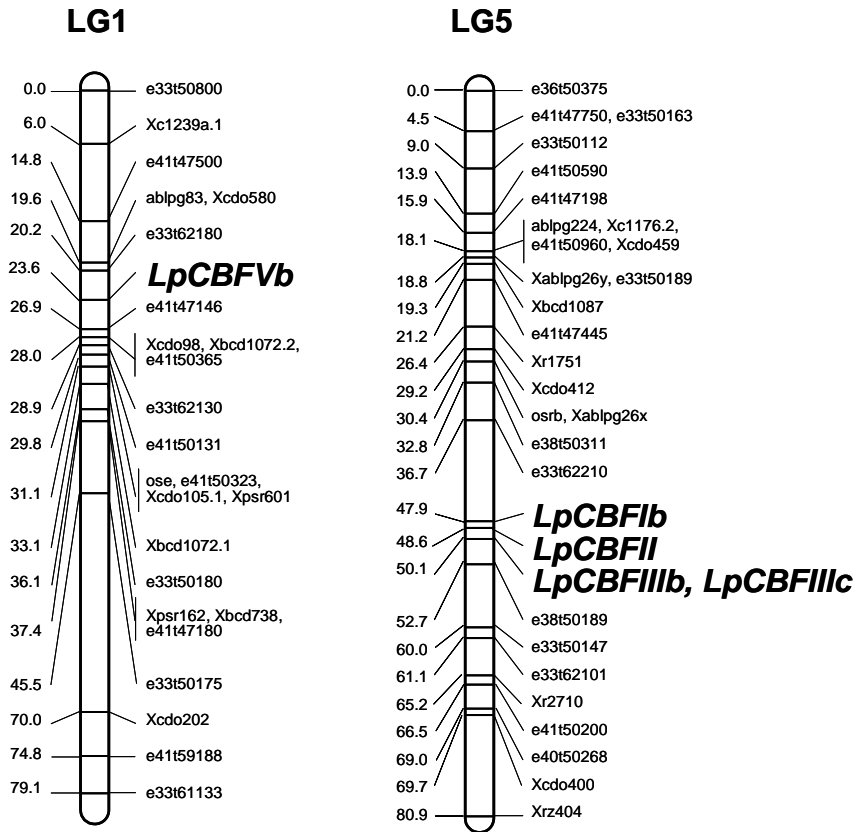 LG1
0.0 e33t50800
6.0 Xc1239a.1
14.8 e41t47500
19.6 ablpg83, Xcdo580
20.2 e33t62180
23.6 LpCBFVb
26.9 e41t47146
28.0 Xcdo98, Xbcd1072.2,
e41t50365
28.9 e33t62130
29.8 e41t50131
31.1 ose, e41t50323,
Xcdo105.1, Xpsr601
33.1 Xbcd1072.1
36.1 e33t50180
37.4 Xpsr162, Xbcd738,
e41t47180
45.5 e33t50175
70.0 Xcdo202
74.8 e41t59188
79.1 e33t61133
LG5
0.0 e36t50375
4.5 e41t47750, e33t50163
9.0 e33t50112
13.9 e41t50590
15.9 e41t47198
18.1 ablpg224, Xc1176.2,
e41t50960, Xcdo459
18.8 Xablpg26y, e33t50189
19.3 Xbcd1087
21.2 e41t47445
26.4 Xr1751
29.2 Xcdo412
30.4 osrb, Xablpg26x
32.8 e38t50311
36.7 e33t62210
47.9 LpCBFIb
48.6 LpCBFII
50.1 LpCBFIIIb, LpCBFIIIc
52.7 e38t50189
60.0 e33t50147
61.1 e33t62101
65.2 Xr2710
66.5 e41t50200
69.0 e40t50268
69.7 Xcdo400
80.9 Xrz404